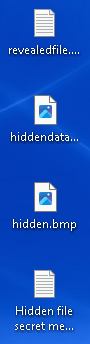 revealedfile....
hiddendata...
hidden.bmp
Hidden file
secret me...